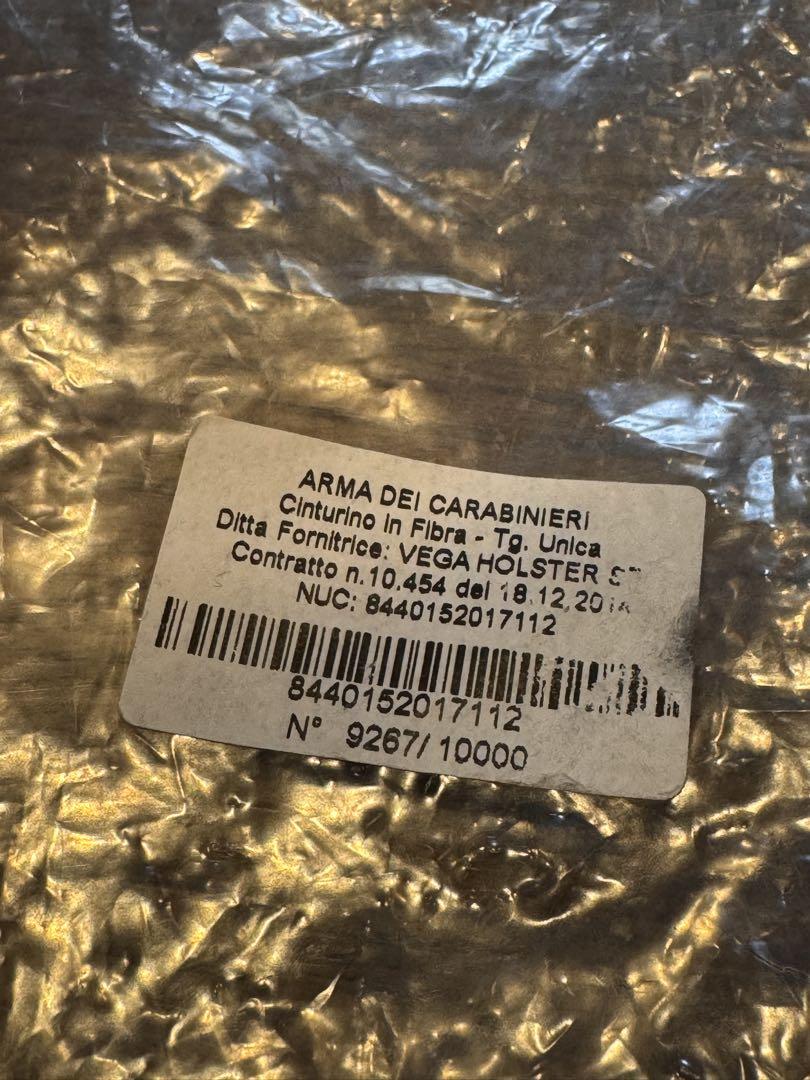 ARMA DEI CARABINIERI
Cinturino in Fibra - Tg. Unica
Ditta Fornitrice: VEGA HOLSTER
Contratto n.10.454 del
NUC: 8440152017112
8440152017112
N° 9267/ 10000